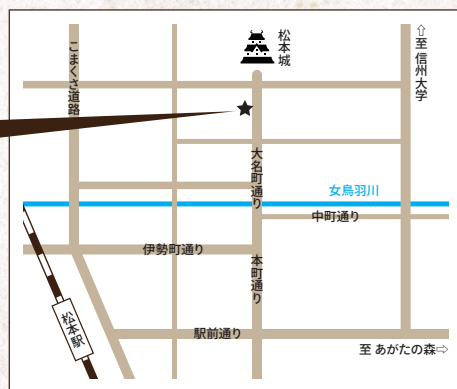 松本城
⇧至 信州大学
こまくさ道路
大名町通り
女鳥羽川
中町通り
伊勢町通り
本町通り
松本駅
駅前通り
至 あがたの森⇨